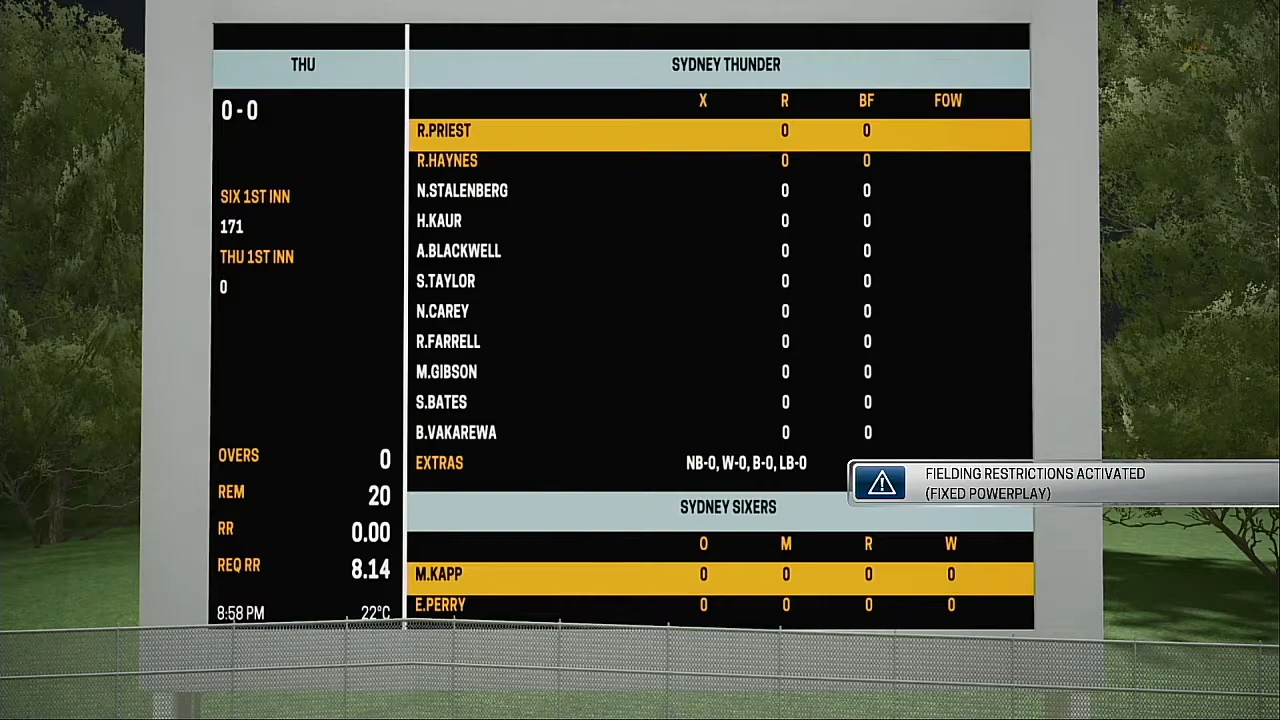 THU
0 - 0
SIX 1ST INN
171
THU 1ST INN
0
OVERS 0
REM 20
RR 0.00
REQ RR 8.14
8:58 PM 22°C
SYDNEY THUNDER
X R BF FOW
R.PRIEST 0 0
R.HAYNES 0 0
N.STALENBERG 0 0
H.KAUR 0 0
A.BLACKWELL 0 0
S.TAYLOR 0 0
N.CAREY 0 0
R.FARRELL 0 0
M.GIBSON 0 0
S.BATES 0 0
B.VAKAREWA 0 0
EXTRAS NB-0, W-0, B-0, LB-0
FIELDING RESTRICTIONS ACTIVATED
(FIXED POWERPLAY)
SYDNEY SIXERS
O M R W
M.KAPP 0 0 0 0
E.PERRY 0 0 0 0